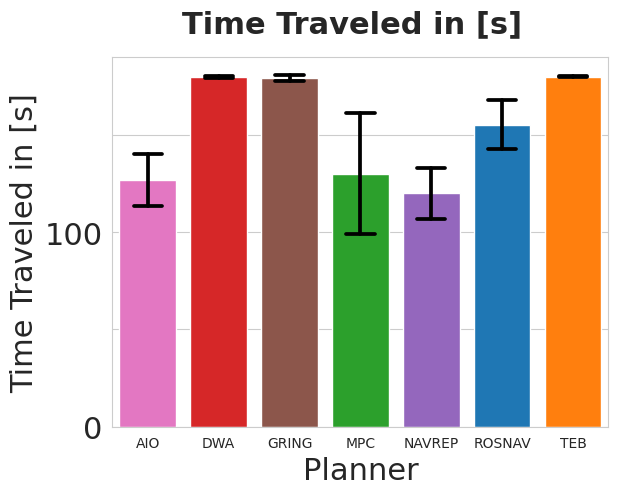 Time Traveled in [s]
Time Traveled in [s]
100
0
AIO DWA GRING MPC NAVREP ROSNAV TEB
Planner